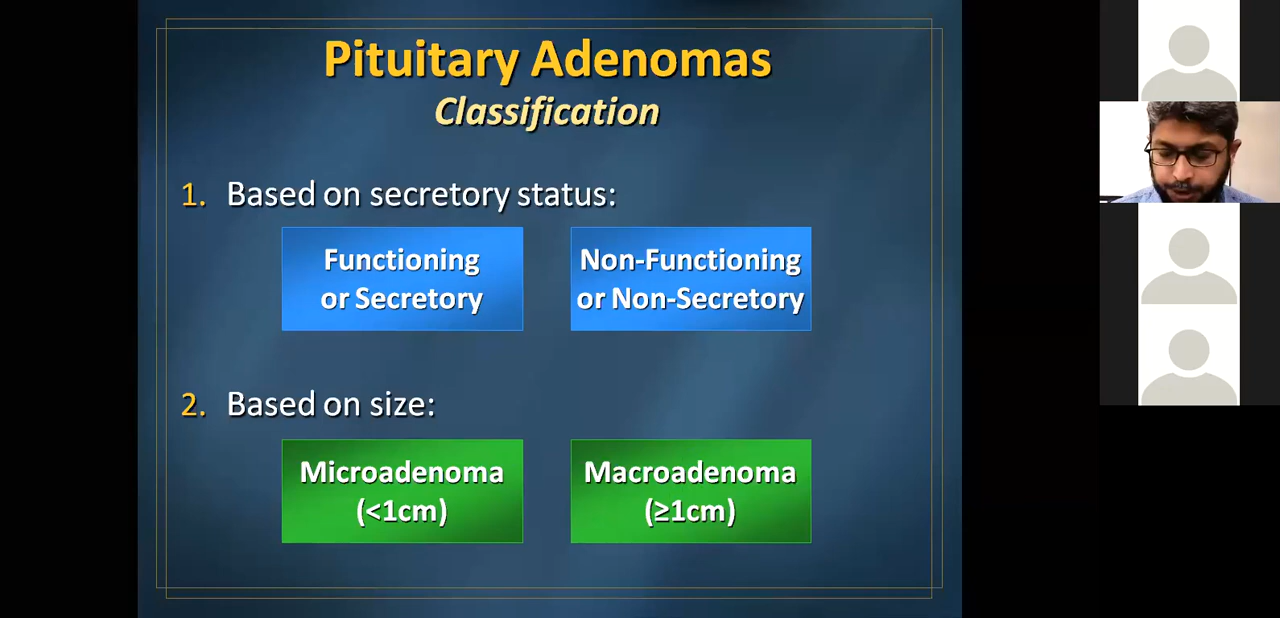 Pituitary Adenomas
Classification
1. Based on secretory status:
Functioning
or Secretory
Non-Functioning
or Non-Secretory
2. Based on size:
Microadenoma
(<1cm)
Macroadenoma
(≥1cm)